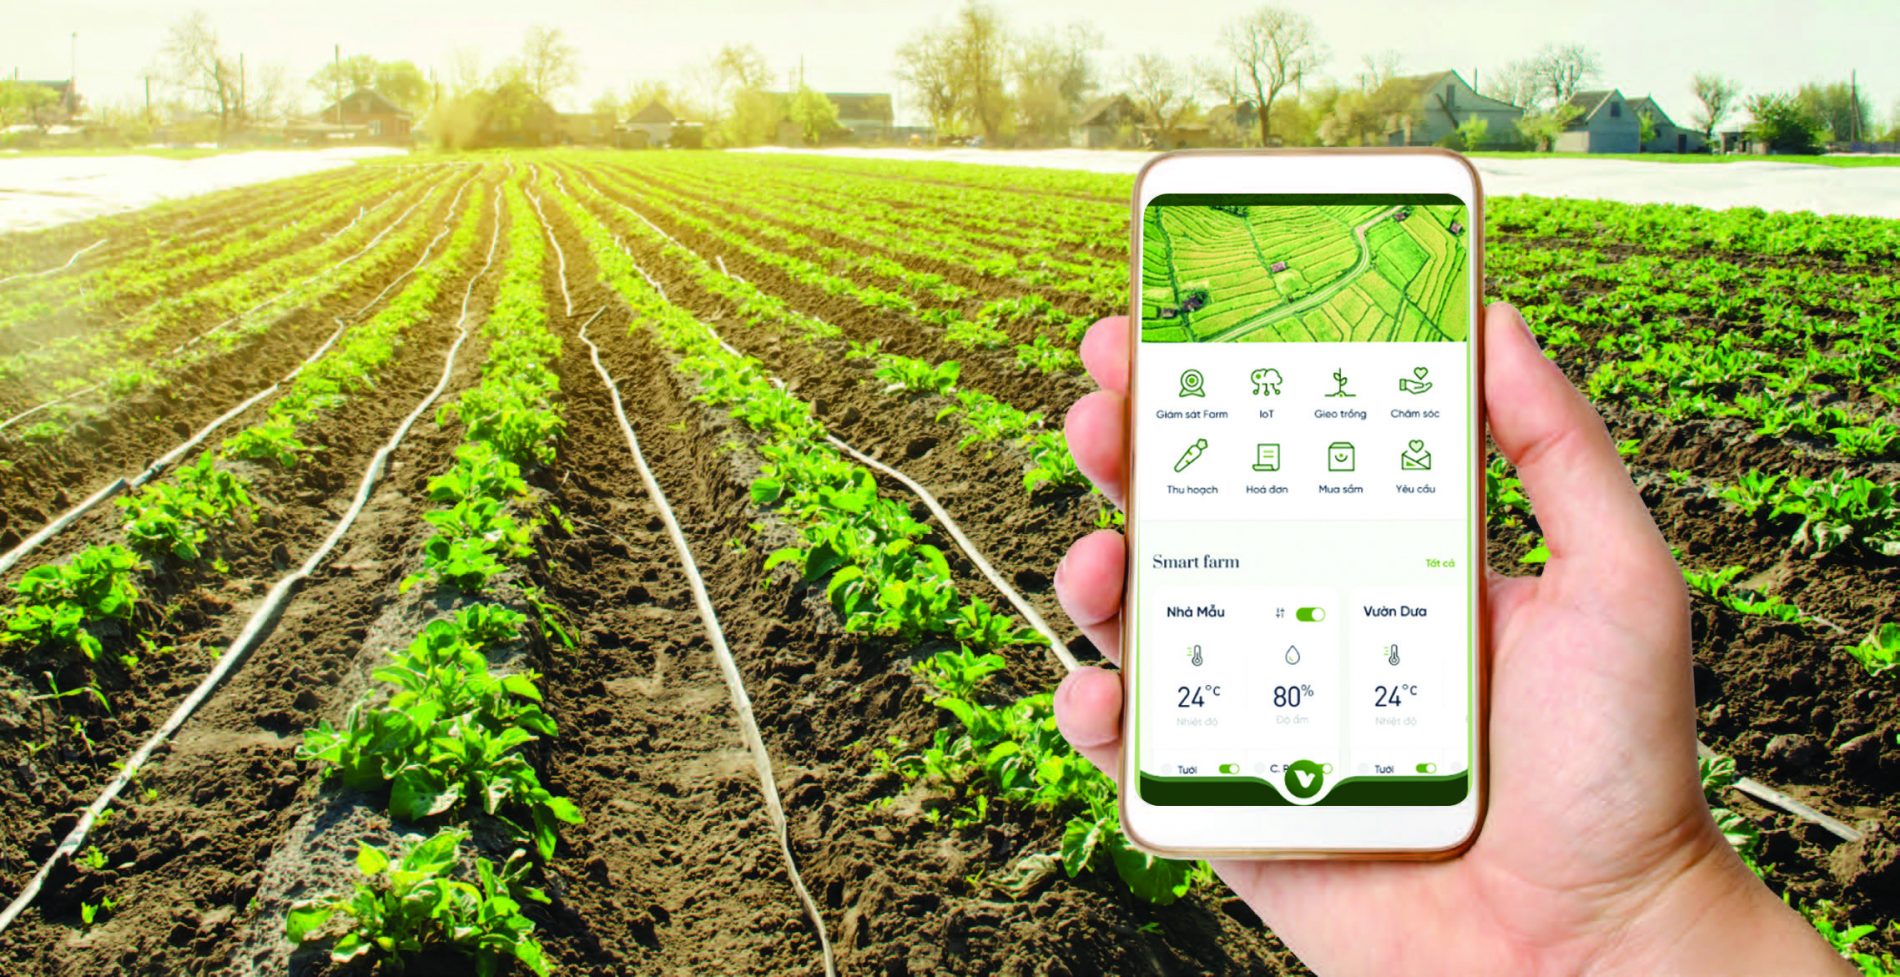 Giám sát Farm
IoT
Gieo trồng
Chăm sóc
Thu hoạch
Hoá đơn
Mua sắm
Yêu cầu
Smart farm
Tất cả
Nhà Mẫu
Vườn Dưa
24°C
80%
24°C
Nhiệt độ
Độ ẩm
Nhiệt độ
Tưới
C.
Tưới